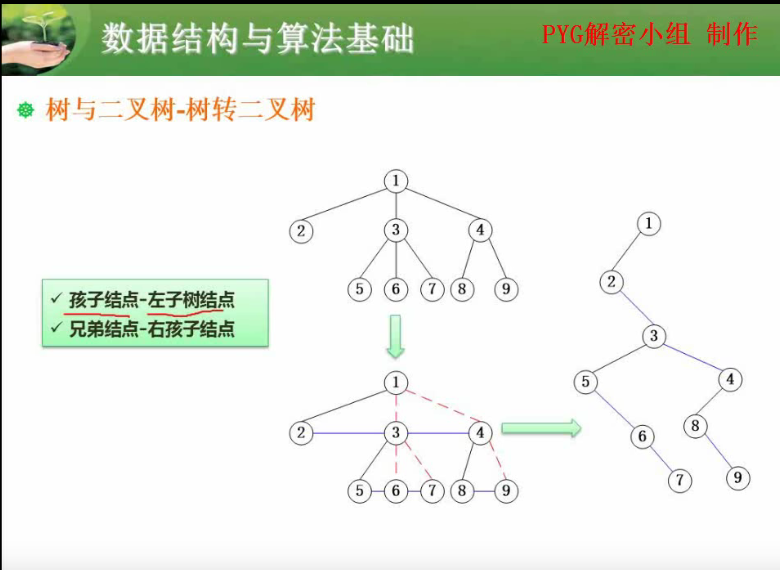 数据结构与算法基础
PYG解密小组 制作
树与二叉树-树转二叉树
✓ 孩子结点-左子树结点
✓ 兄弟结点-右孩子结点
1
2 3 4
5 6 7 8 9
1
2 3 4
5 6 7 8 9
1
2
3
5 4
6 8
7 9